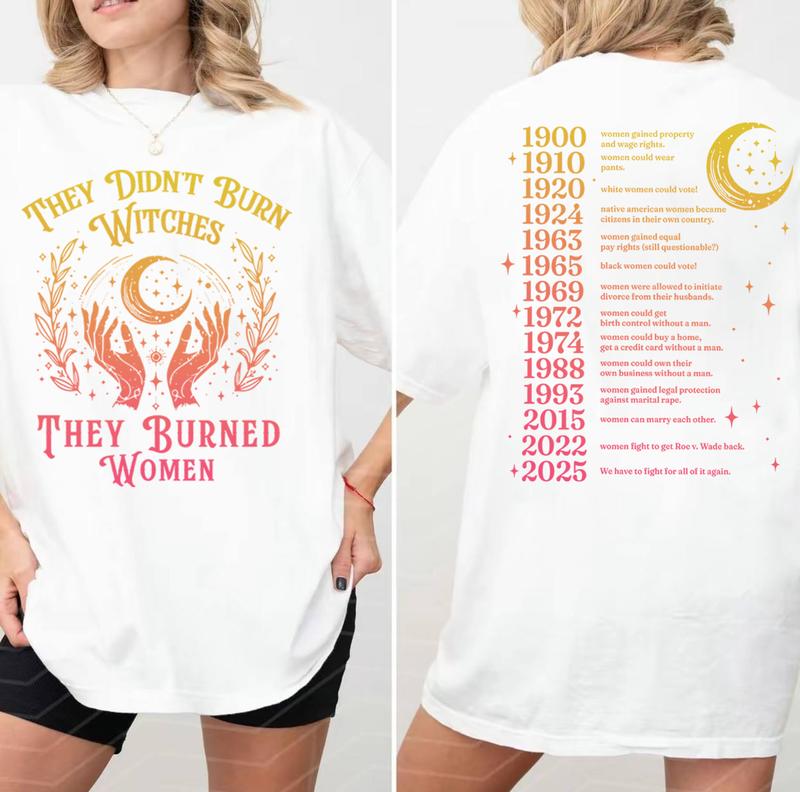 THEY DIDN'T BURN
WITCHES
THEY BURNED
WOMEN
1900 women gained property
and wage rights.
1910 women could wear
pants.
1920 white women could vote!
1924 native american women became
citizens in their own country.
1963 women gained equal
pay rights (still questionable?)
1965 black women could vote!
1969 women were allowed to initiate
divorce from their husbands.
1972 women could get
birth control without a man.
1974 women could buy a home,
get a credit card without a man.
1988 women could own their
own business without a man.
1993 women gained legal protection
against marital rape.
2015 women can marry each other.
2022 women fight to get Roe v. Wade back.
2025 We have to fight for all of it again.